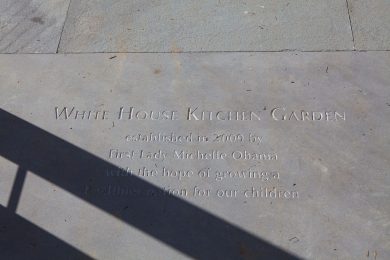 White House Kitchen Garden
established in 2009 by
First Lady Michelle Obama
with the hope of growing a
healthier nation for our children